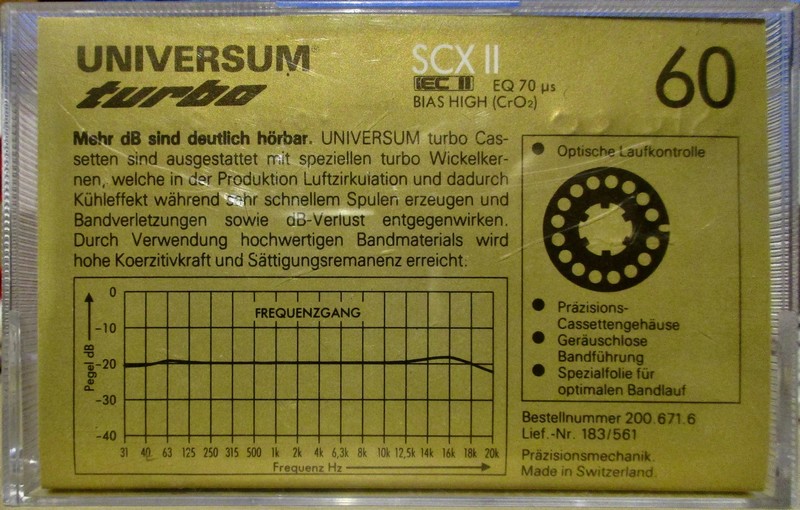 UNIVERSUM
turbo
SCX II
IEC II EQ 70 µs
BIAS HIGH (CrO2)
60
Mehr dB sind deutlich hörbar. UNIVERSUM turbo Cas-
setten sind ausgestattet mit speziellen turbo Wickelker-
nen, welche in der Produktion Luftzirkulation und dadurch
Kühleffekt während sehr schnellem Spulen erzeugen und
Bandverletzungen sowie dB-Verlust entgegenwirken.
Durch Verwendung hochwertigen Bandmaterials wird
hohe Koerzitivkraft und Sättigungsremanenz erreicht.
FREQUENZGANG
Pegel dB
0
-10
-20
-30
-40
31 40 63 125 250 315 500 1k 2k 4k 6,3k 8k 10k 12,5k 14k 16k 18k 20k
Frequenz Hz
● Optische Laufkontrolle
● Präzisions-
Cassettengehäuse
● Geräuschlose
Bandführung
● Spezialfolie für
optimalen Bandlauf
Bestellnummer 200.671.6
Lief.-Nr. 183/561
Präzisionsmechanik.
Made in Switzerland.